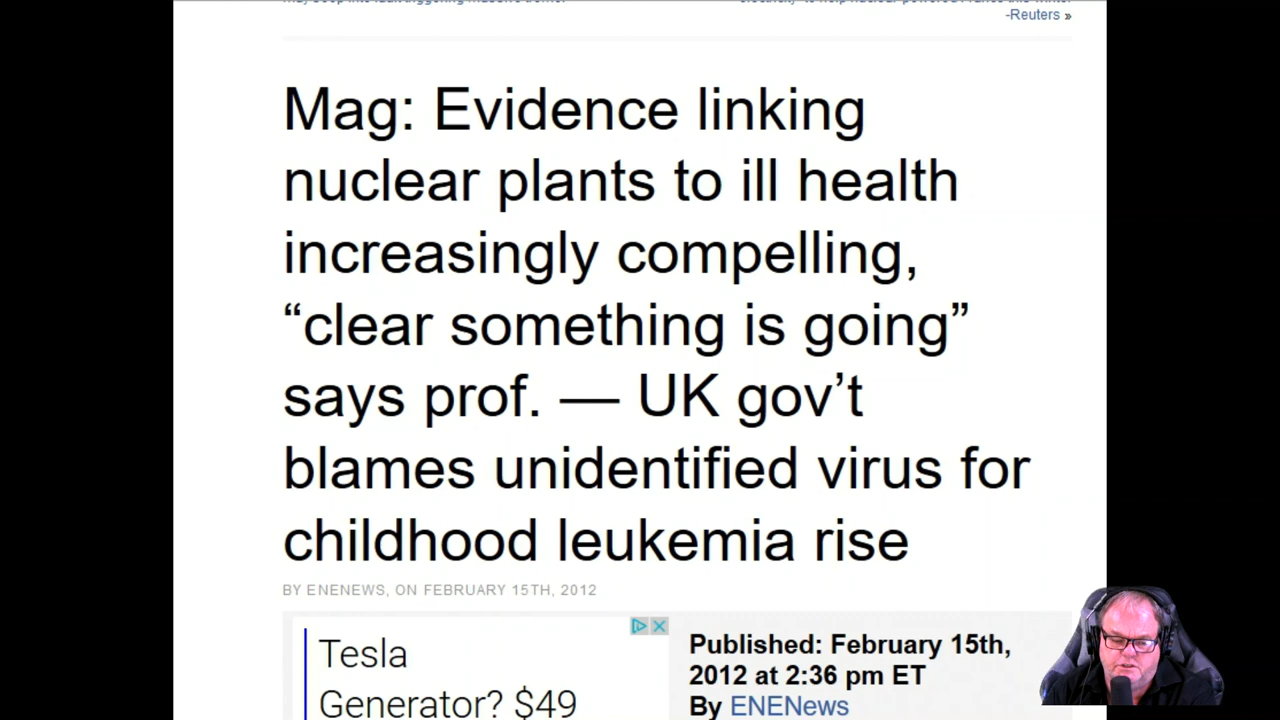 -Reuters »
Mag: Evidence linking
nuclear plants to ill health
increasingly compelling,
“clear something is going”
says prof. — UK gov’t
blames unidentified virus for
childhood leukemia rise
BY ENENEWS, ON FEBRUARY 15TH, 2012
Tesla
Generator? $49
Published: February 15th,
2012 at 2:36 pm ET
By ENENews